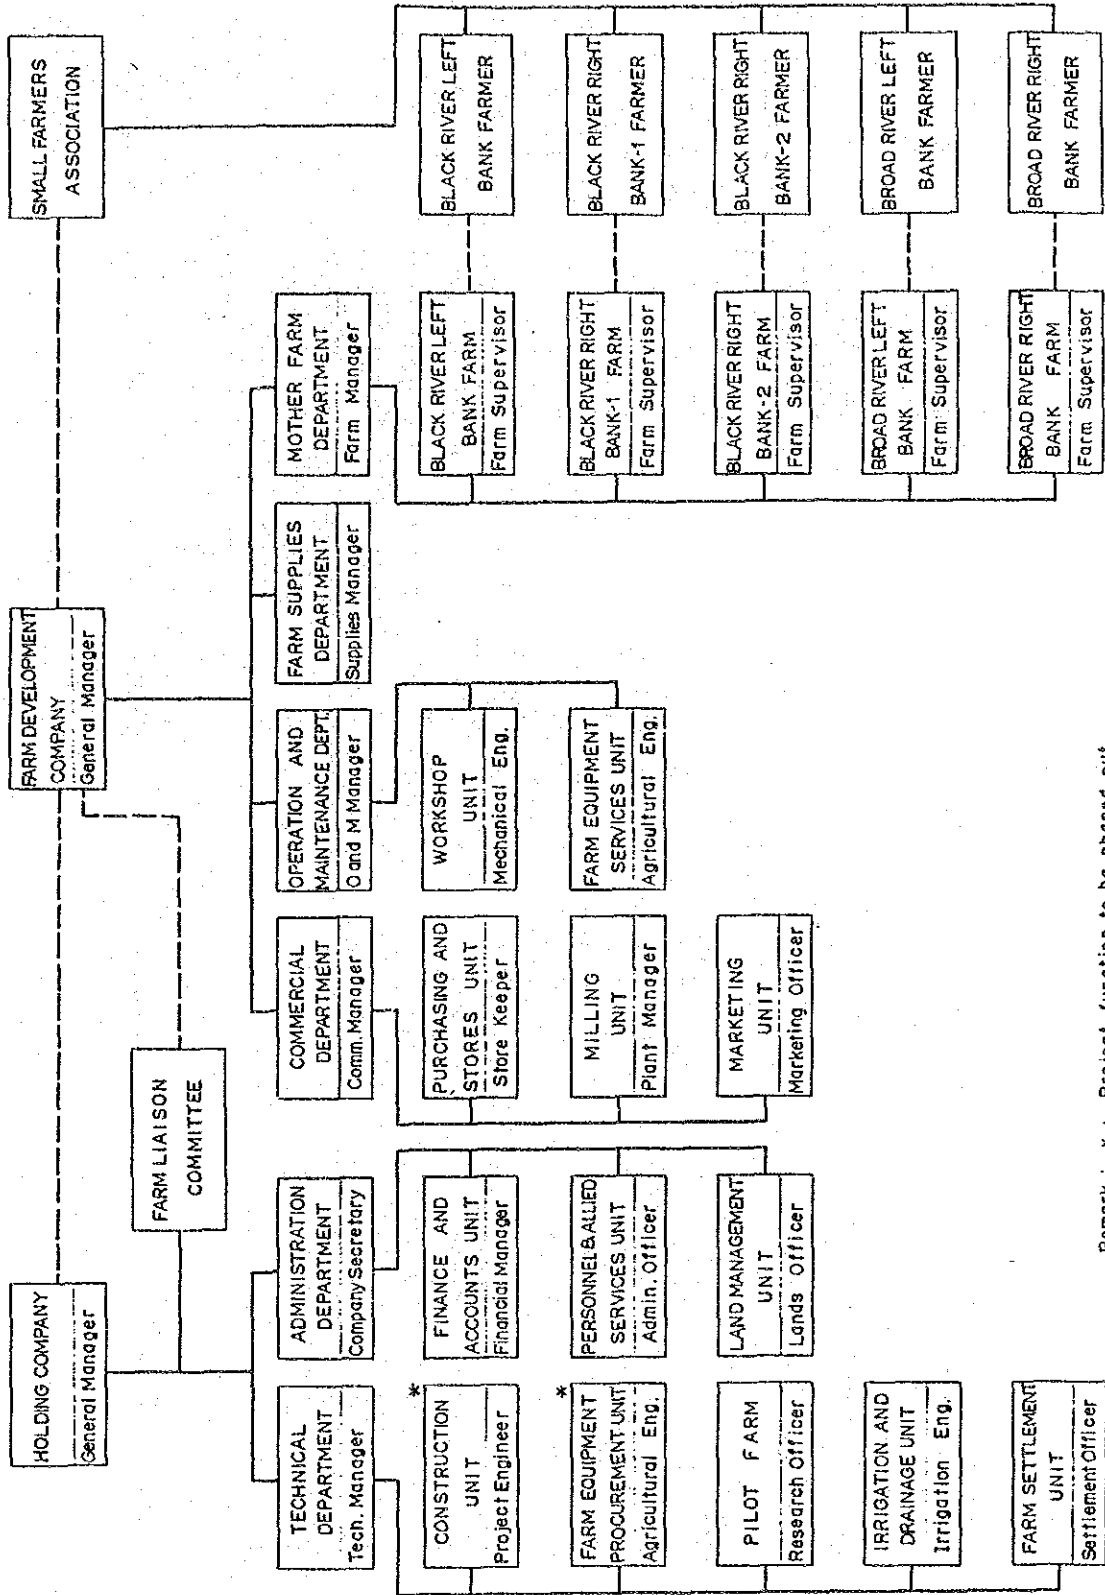 HOLDING COMPANY
General Manager
FARM DEVELOPMENT
COMPANY
General Manager
SMALL FARMERS
ASSOCIATION
FARM LIAISON
COMMITTEE
TECHNICAL
DEPARTMENT
Tech. Manager
ADMINISTRATION
DEPARTMENT
Company Secretary
COMMERCIAL
DEPARTMENT
Comm. Manager
OPERATION AND
MAINTENANCE DEPT.
O and M Manager
FARM SUPPLIES
DEPARTMENT
Supplies Manager
MOTHER FARM
DEPARTMENT
Farm Manager
*
CONSTRUCTION
UNIT
Project Engineer
FINANCE AND
ACCOUNTS UNIT
Financial Manager
PURCHASING AND
STORES UNIT
Store Keeper
WORKSHOP
UNIT
Mechanical Eng.
BLACK RIVER LEFT
BANK FARM
Farm Supervisor
BLACK RIVER LEFT
BANK FARMER
*
FARM EQUIPMENT
PROCUREMENT UNIT
Agricultural Eng.
PERSONNEL & ALLIED
SERVICES UNIT
Admin. Officer
MILLING
UNIT
Plant Manager
FARM EQUIPMENT
SERVICES UNIT
Agricultural Eng.
BLACK RIVER RIGHT
BANK-1 FARM
Farm Supervisor
BLACK RIVER RIGHT
BANK-1 FARMER
PILOT FARM
Research Officer
LAND MANAGEMENT
UNIT
Lands Officer
MARKETING
UNIT
Marketing Officer
BLACK RIVER RIGHT
BANK-2 FARM
Farm Supervisor
BLACK RIVER RIGHT
BANK-2 FARMER
IRRIGATION AND
DRAINAGE UNIT
Irrigation Eng.
BROAD RIVER LEFT
BANK FARM
Farm Supervisor
BROAD RIVER LEFT
BANK FARMER
FARM SETTLEMENT
UNIT
Settlement Officer
BROAD RIVER RIGHT
BANK FARM
Farm Supervisor
BROAD RIVER RIGHT
BANK FARMER
Remark : * : Project function to be phased out